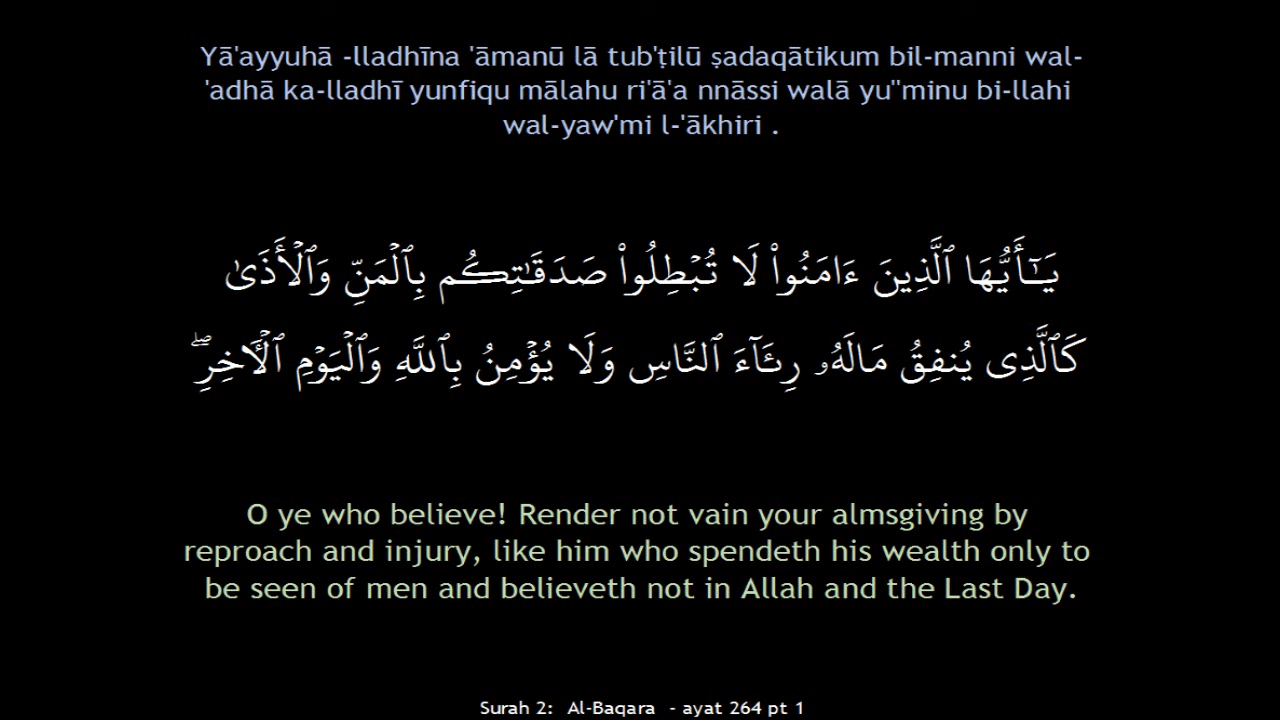 Yā'ayyuhā -lladhīna 'āmanū lā tub'ṭilū ṣadaqātikum bil-manni wal-
'adhā ka-lladhī yunfiqu mālahu ri'ā'a nnāssi walā yu"minu bi-llahi
wal-yaw'mi l-'ākhiri .
يَـٰٓأَيُّهَا ٱلَّذِينَ ءَامَنُوا۟ لَا تُبْطِلُوا۟ صَدَقَـٰتِكُم بِٱلْمَنِّ وَٱلْأَذَىٰ
كَٱلَّذِى يُنفِقُ مَالَهُۥ رِئَآءَ ٱلنَّاسِ وَلَا يُؤْمِنُ بِٱللَّهِ وَٱلْيَوْمِ ٱلْـَٔاخِرِ ۖ
O ye who believe! Render not vain your almsgiving by
reproach and injury, like him who spendeth his wealth only to
be seen of men and believeth not in Allah and the Last Day.
Surah 2: Al-Baqara - ayat 264 pt 1